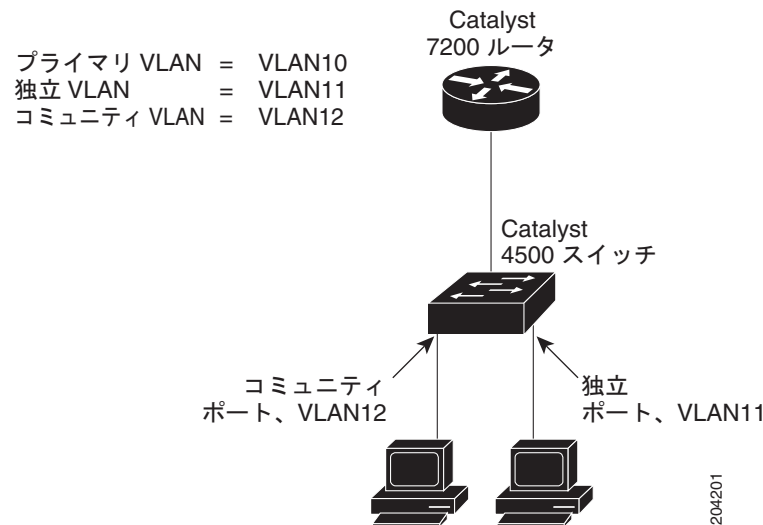 Catalyst
7200 ルータ
プライマリ VLAN = VLAN10
独立 VLAN = VLAN11
コミュニティ VLAN = VLAN12
Catalyst
4500 スイッチ
コミュニティ
ポート、VLAN12
独立
ポート、VLAN11
204201